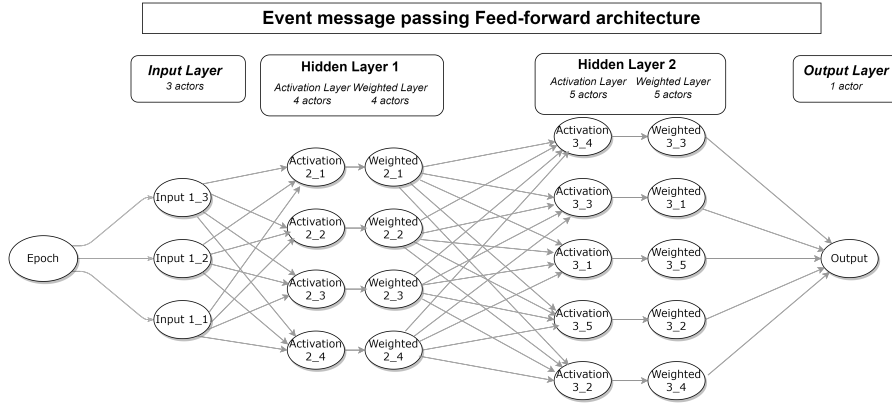 Event message passing Feed-forward architecture
Input Layer
3 actors
Hidden Layer 1
Activation Layer Weighted Layer
4 actors 4 actors
Hidden Layer 2
Activation Layer Weighted Layer
5 actors 5 actors
Output Layer
1 actor
Epoch
Input 1_3
Input 1_2
Input 1_1
Activation
2_1
Activation
2_2
Activation
2_3
Activation
2_4
Weighted
2_1
Weighted
2_2
Weighted
2_3
Weighted
2_4
Activation
3_4
Activation
3_3
Activation
3_1
Activation
3_5
Activation
3_2
Weighted
3_3
Weighted
3_1
Weighted
3_5
Weighted
3_2
Weighted
3_4
Output